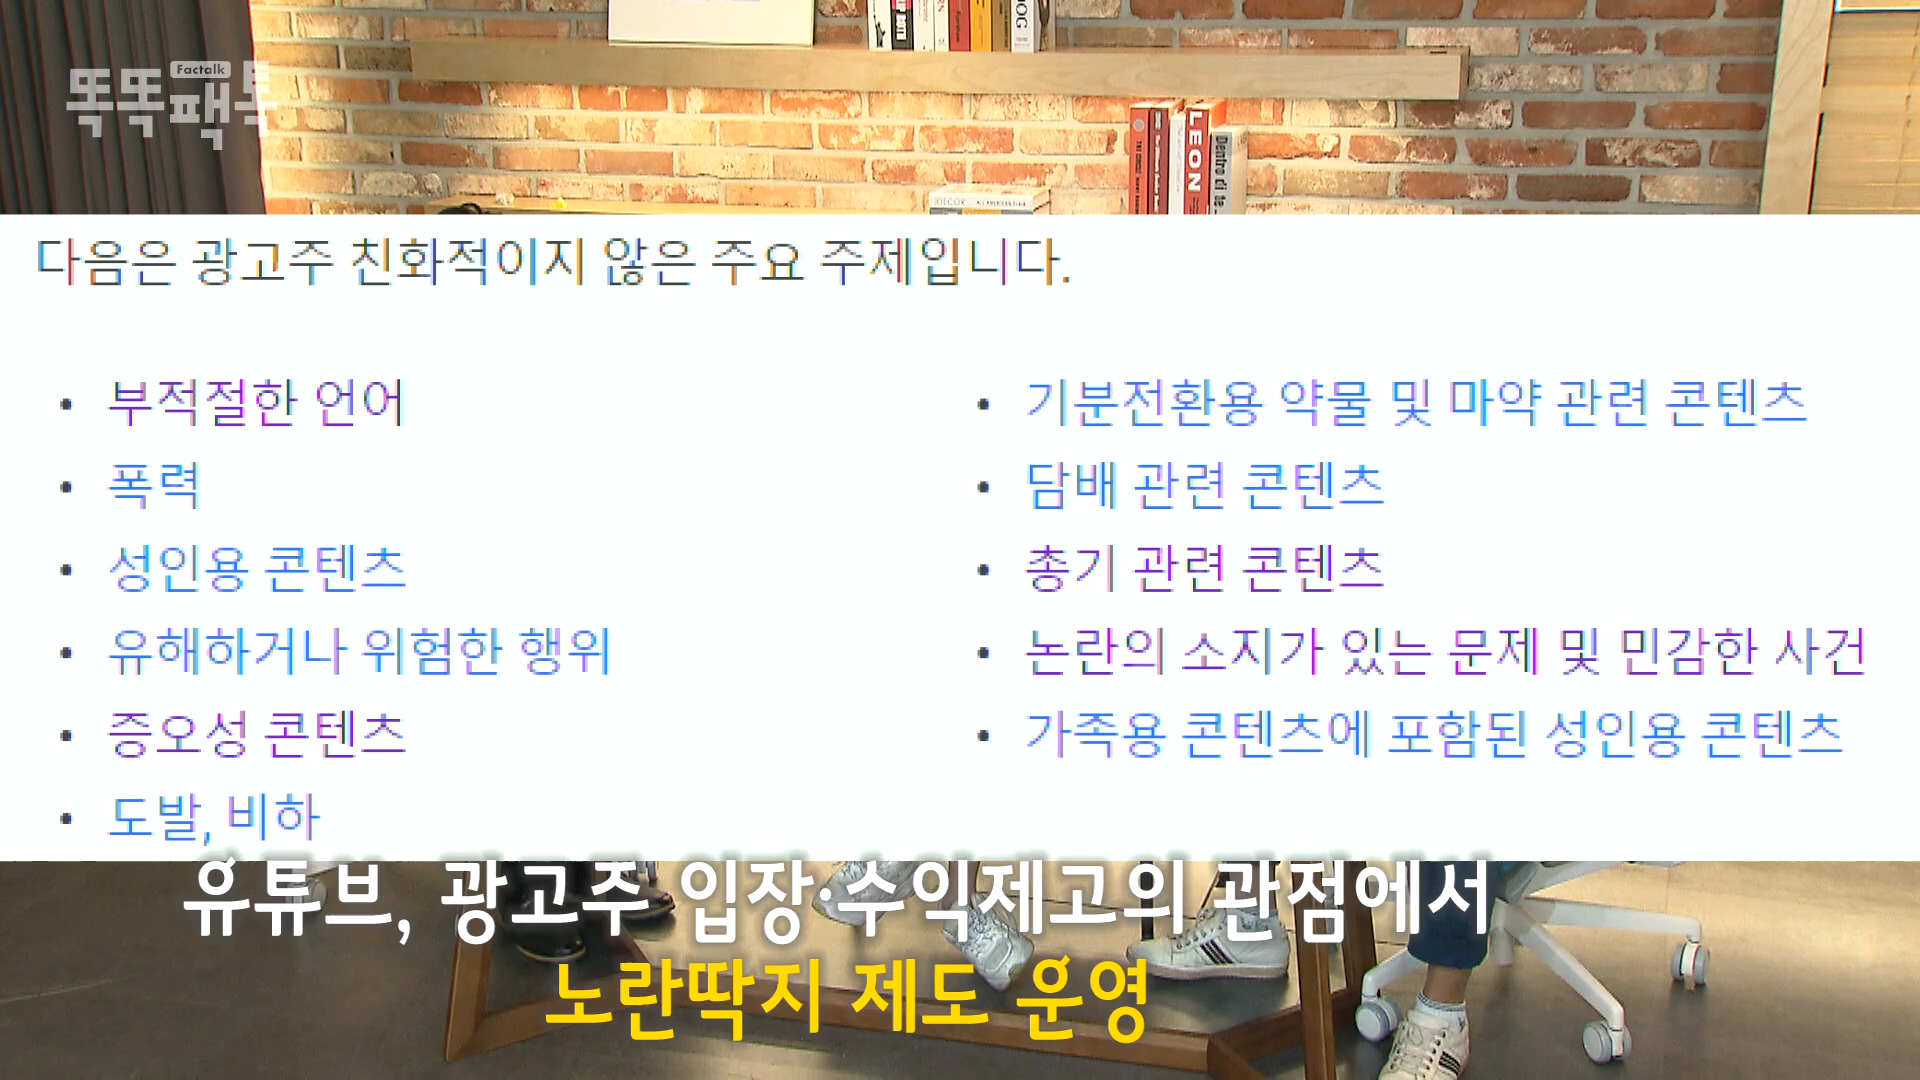 Factalk
똑똑팩톡
LEON
Dentro di te
DECOR
다음은 광고주 친화적이지 않은 주요 주제입니다.
• 부적절한 언어
• 폭력
• 성인용 콘텐츠
• 유해하거나 위험한 행위
• 증오성 콘텐츠
• 도발, 비하
• 기분전환용 약물 및 마약 관련 콘텐츠
• 담배 관련 콘텐츠
• 총기 관련 콘텐츠
• 논란의 소지가 있는 문제 및 민감한 사건
• 가족용 콘텐츠에 포함된 성인용 콘텐츠
유튜브, 광고주 입장·수익제고의 관점에서
노란딱지 제도 운영